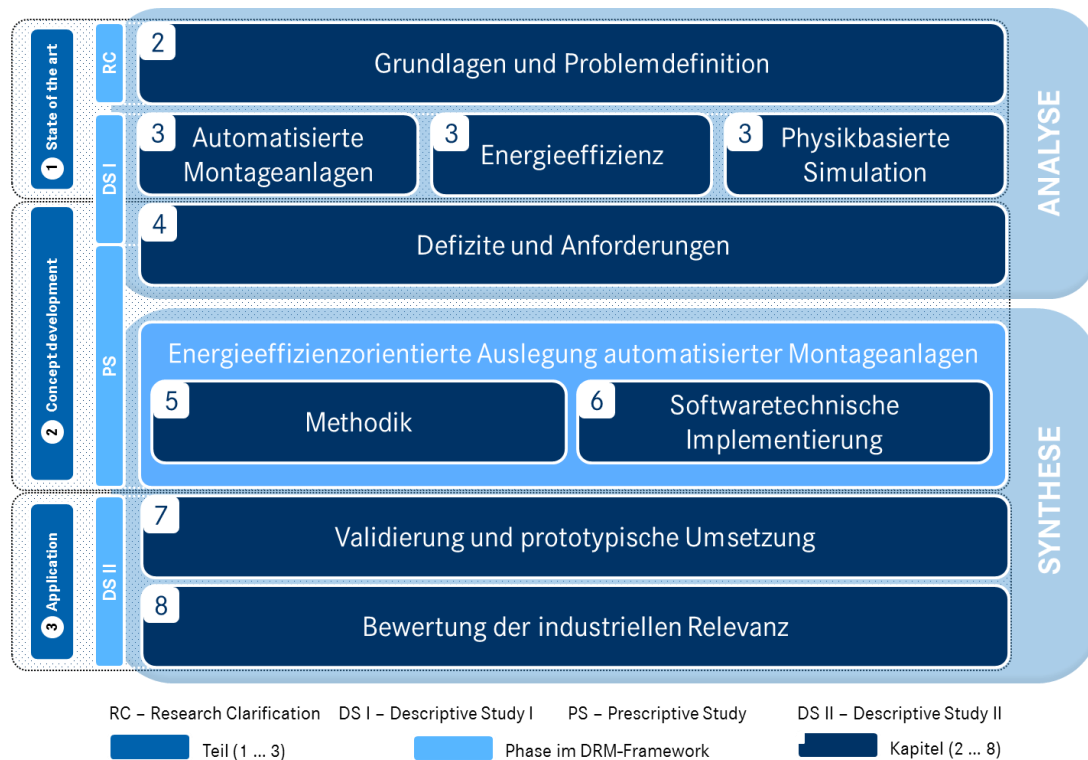 1 State of the art
RC
2
Grundlagen und Problemdefinition
ANALYSE
DS I
3
Automatisierte
Montageanlagen
3
Energieeffizienz
3
Physikbasierte
Simulation
2 Concept development
4
Defizite und Anforderungen
PS
Energieeffizienzorientierte Auslegung automatisierter Montageanlagen
5
Methodik
6
Softwaretechnische
Implementierung
SYNTHESE
3 Application
DS II
7
Validierung und prototypische Umsetzung
8
Bewertung der industriellen Relevanz
RC – Research Clarification DS I – Descriptive Study I PS – Prescriptive Study DS II – Descriptive Study II
Teil (1 ... 3) Phase im DRM-Framework Kapitel (2 ... 8)